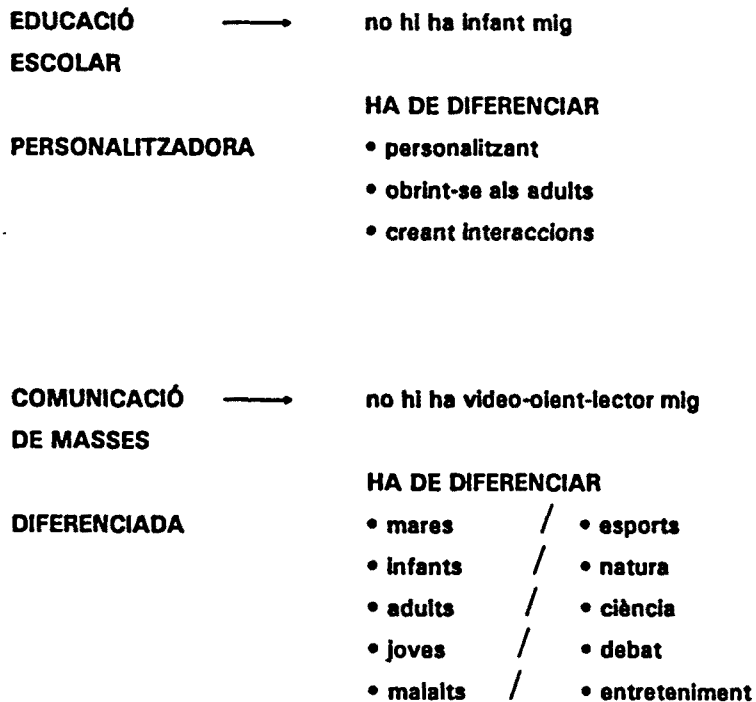 EDUCACIÓ → no hi ha infant mig
ESCOLAR
HA DE DIFERENCIAR
PERSONALITZADORA • personalitzant
• obrint-se als adults
• creant interaccions
COMUNICACIÓ → no hi ha video-oient-lector mig
DE MASSES
HA DE DIFERENCIAR
DIFERENCIADA • mares / • esports
• infants / • natura
• adults / • ciència
• joves / • debat
• malalts / • entreteniment